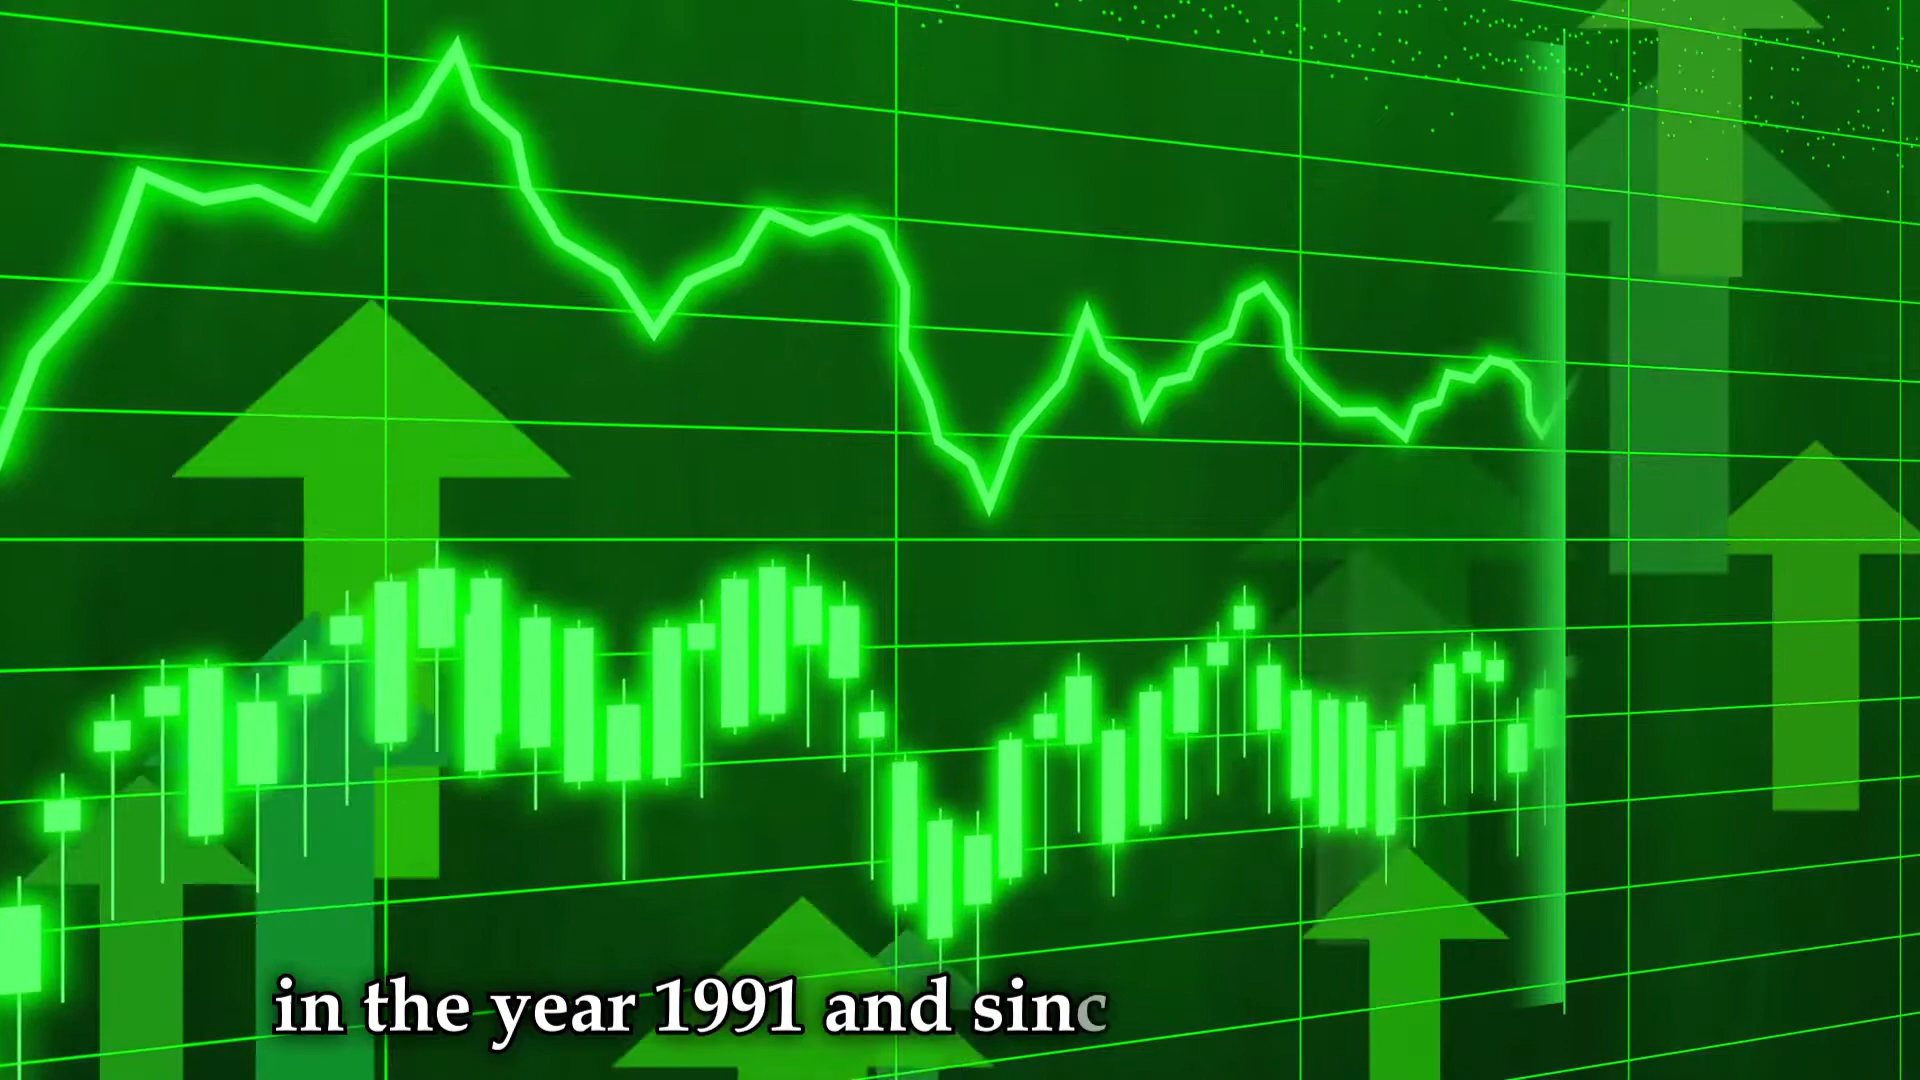 in the year 1991 and sinc